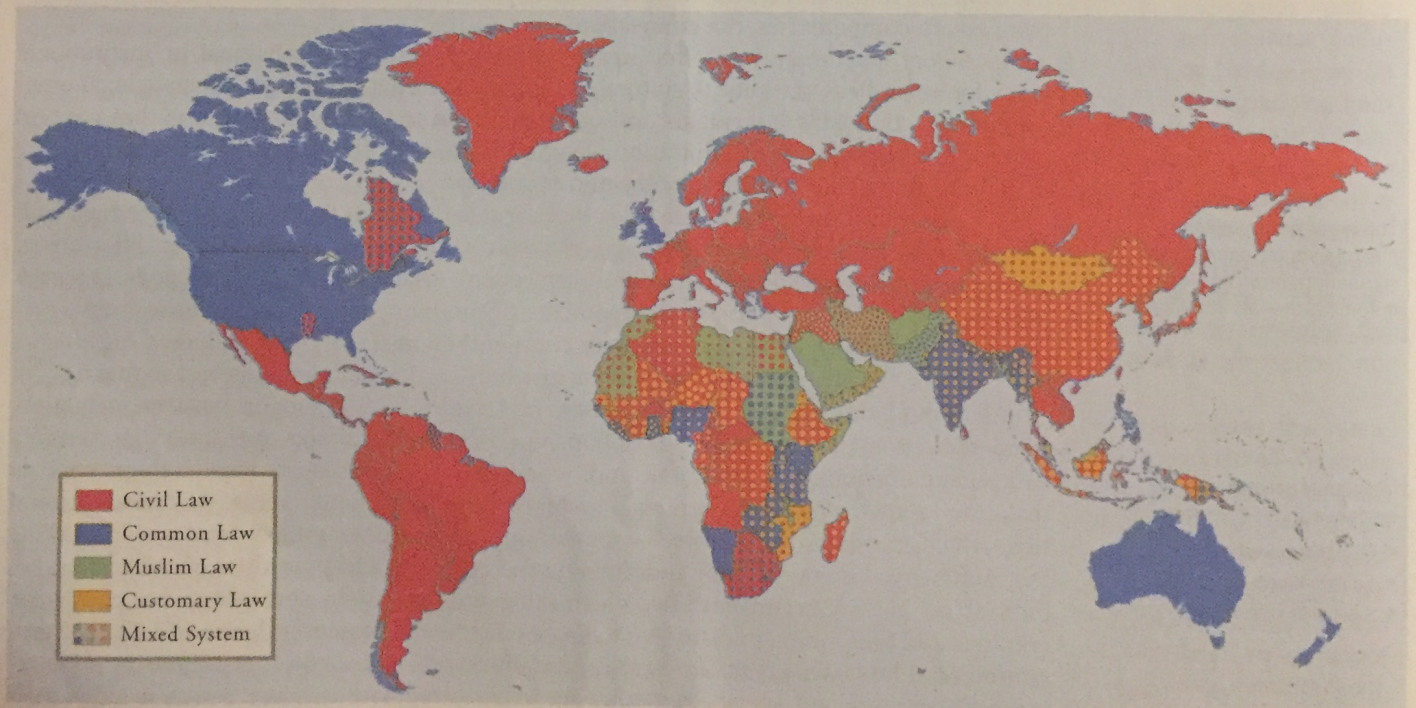 Civil Law
Common Law
Muslim Law
Customary Law
Mixed System